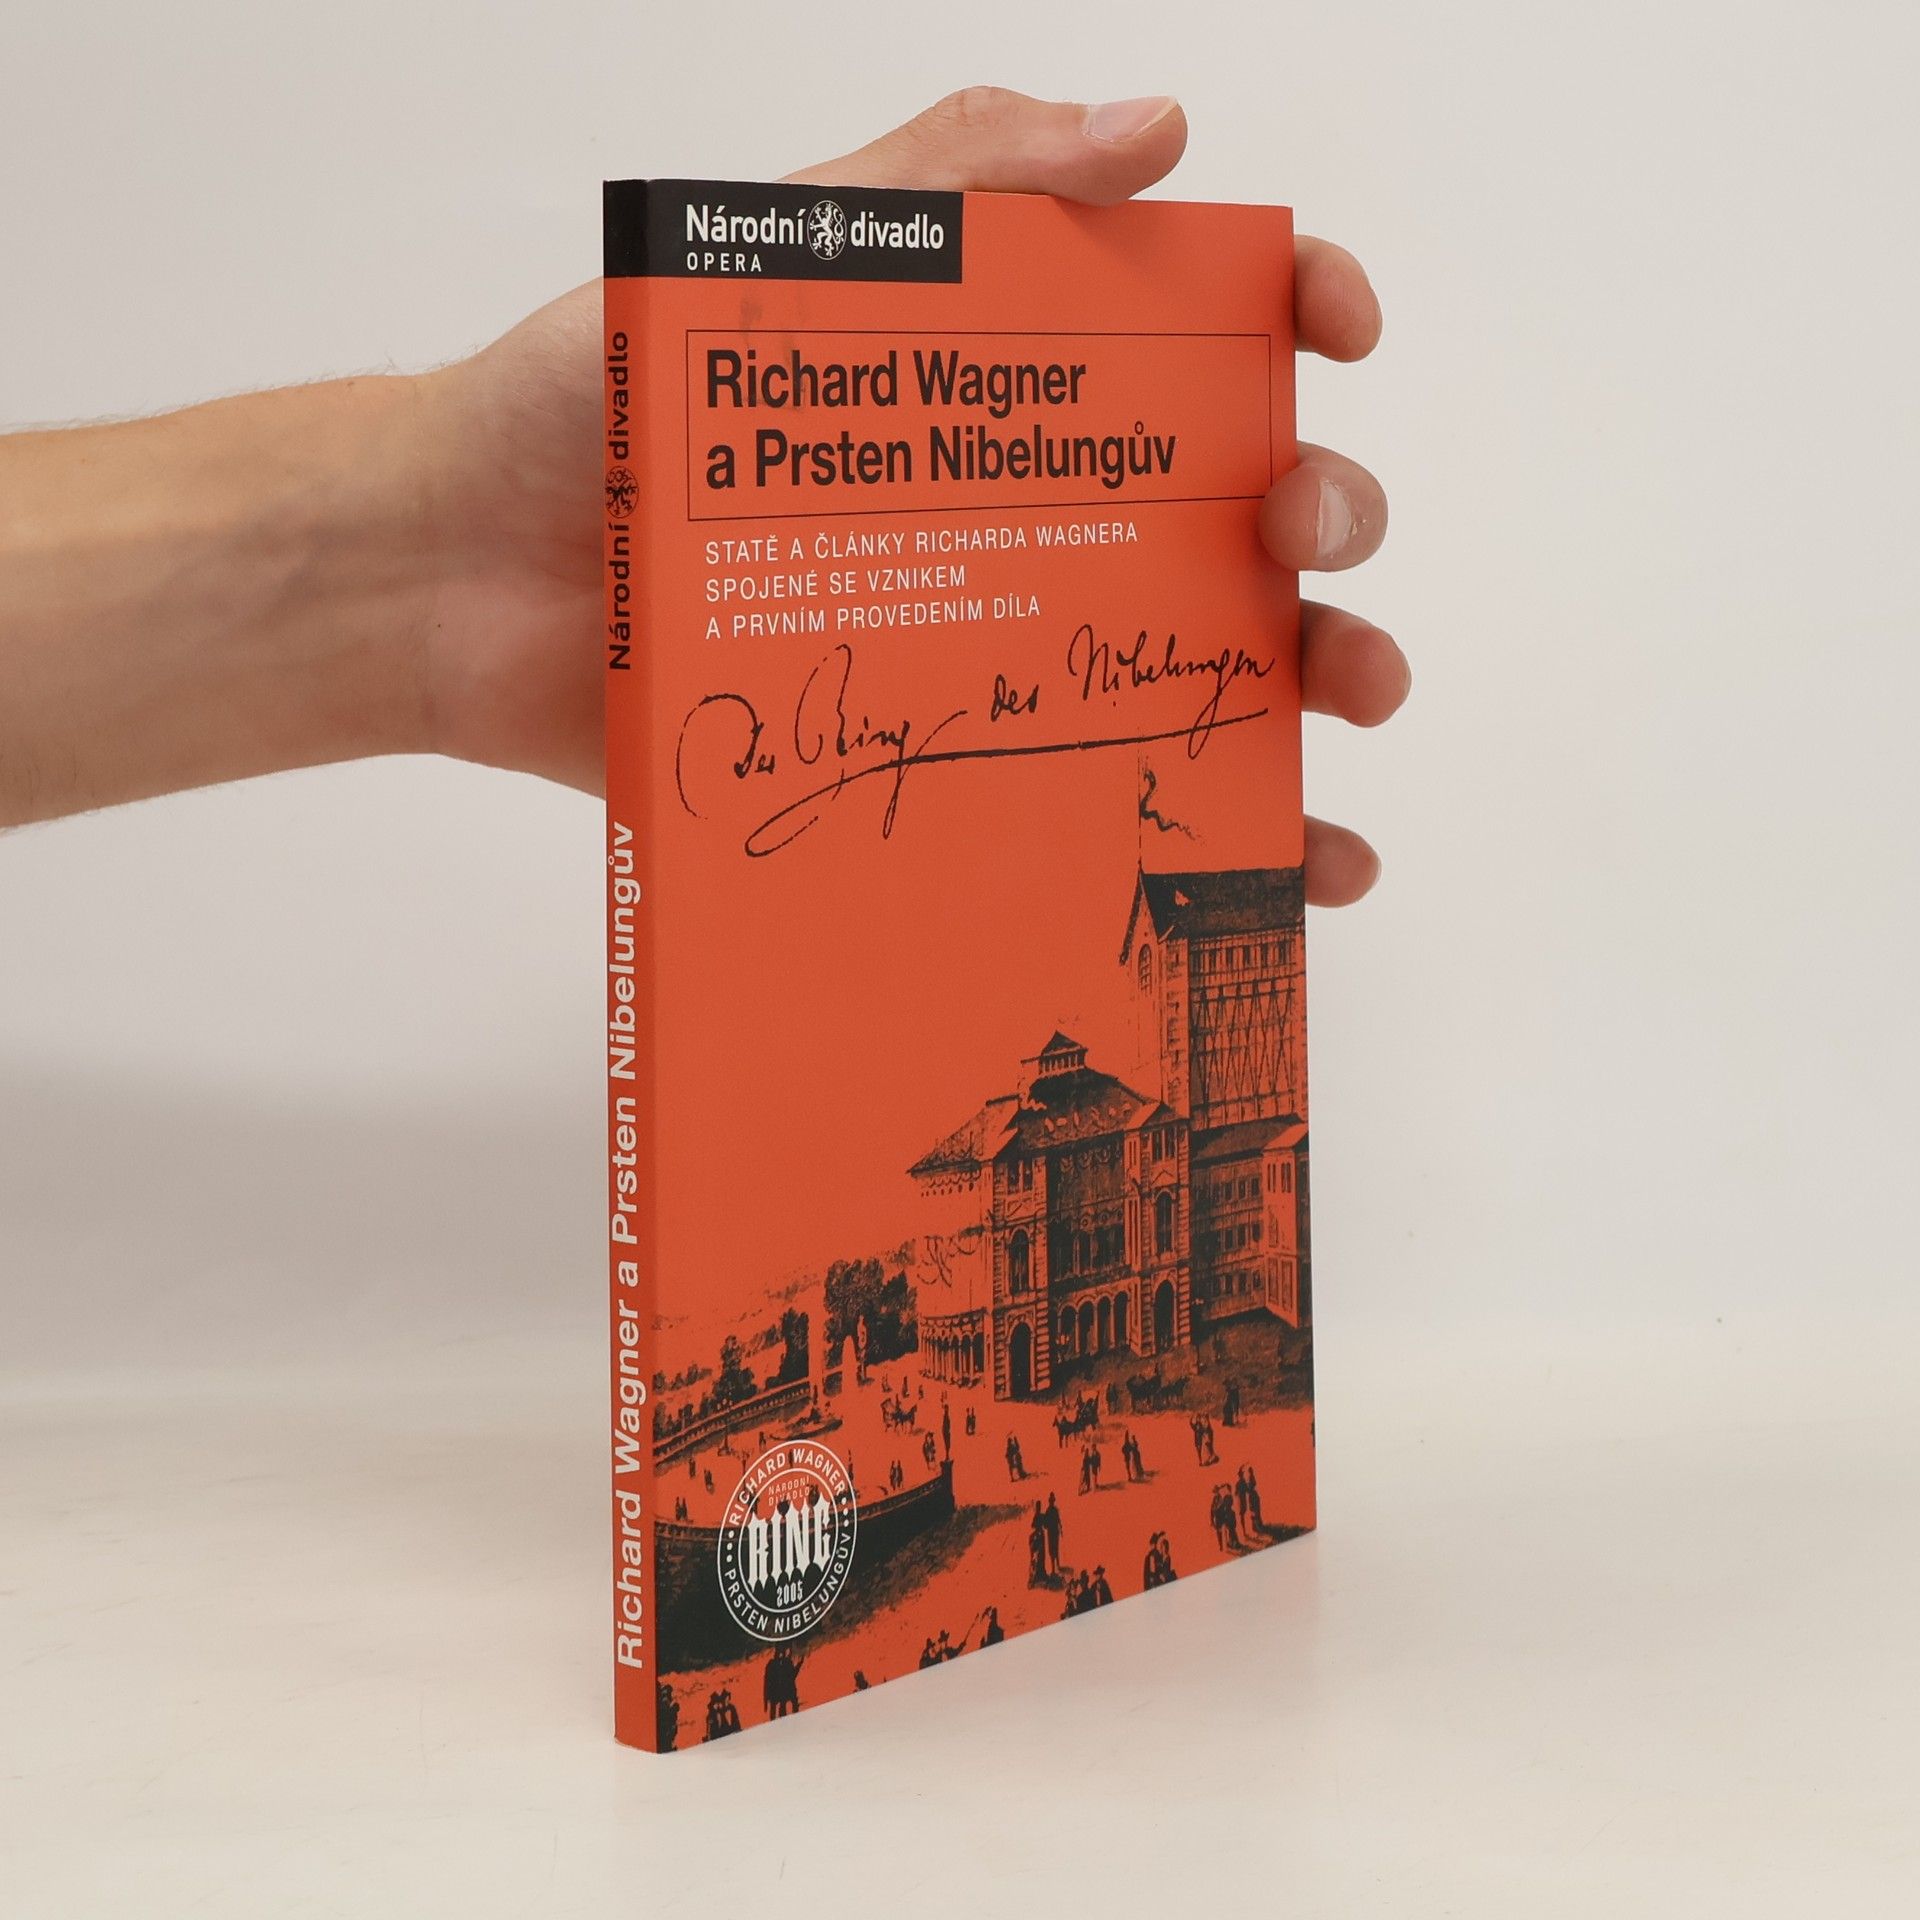 Národní divadlo
OPERA
Richard Wagner
a Prsten Nibelungův
STATĚ A ČLÁNKY RICHARDA WAGNERA
SPOJENÉ SE VZNIKEM
A PRVNÍM PROVEDENÍM DÍLA
Der Ring des Nibelungen
RICHARD WAGNER
NÁRODNÍ
DIVADLO
RING
2005
PRSTEN NIBELUNGŮV
Richard Wagner a Prsten Nibelungův
Národní divadlo